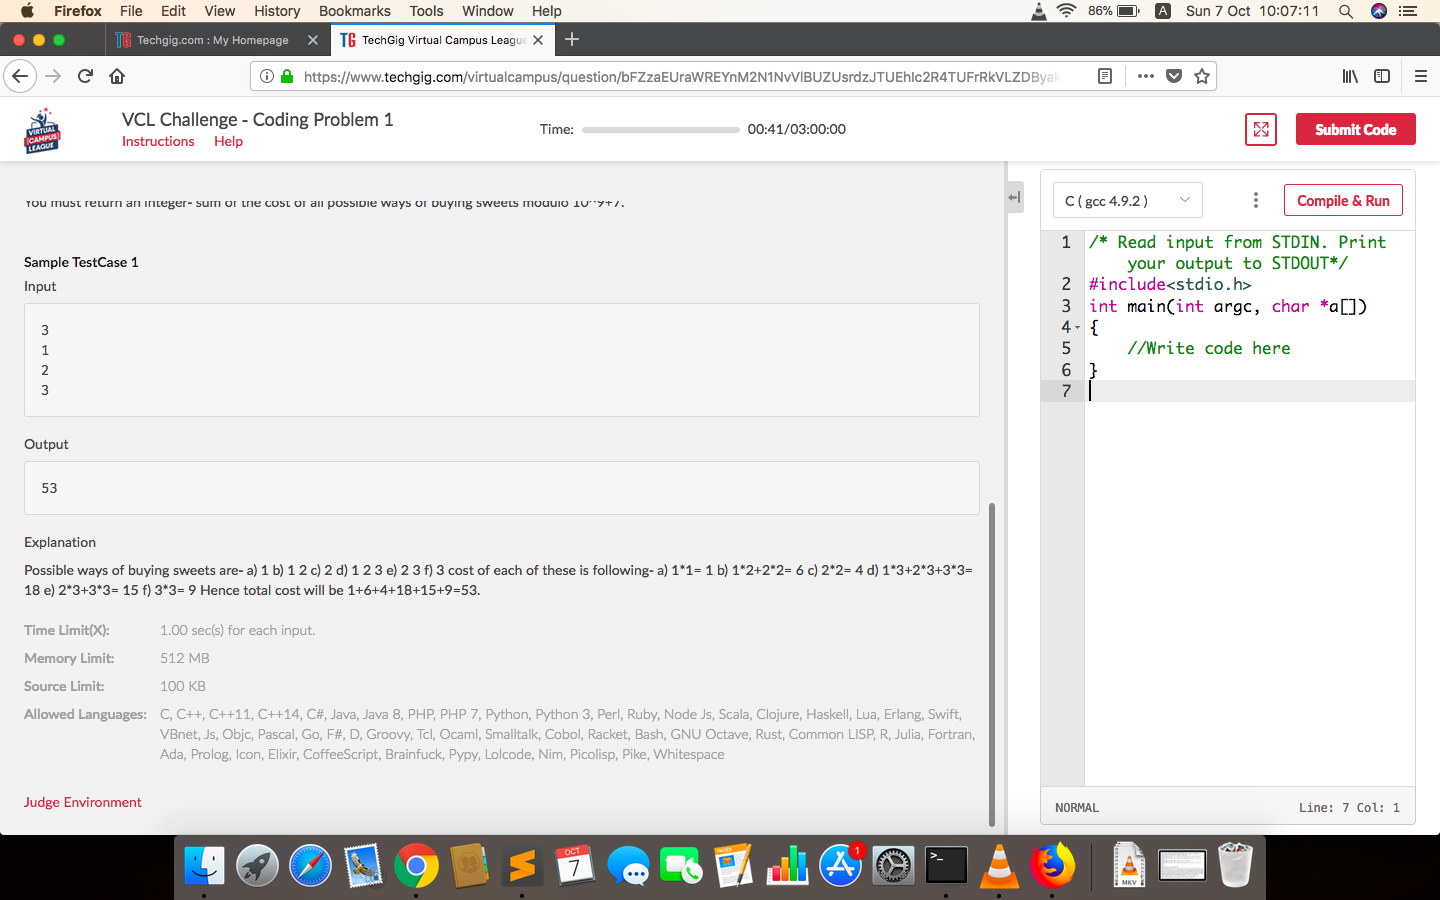 Firefox File Edit View History Bookmarks Tools Window Help 86% A Sun 7 Oct 10:07:11
TG Techgig.com : My Homepage TG TechGig Virtual Campus League
https://www.techgig.com/virtualcampus/question/bFZzaEUraWREYnM2N1NvVlBUZUsrdzJTUEhlc2R4TUFrRkVLZDByak
VIRTUAL CAMPUS LEAGUE
VCL Challenge - Coding Problem 1
Instructions Help
Time: 00:41/03:00:00
Submit Code
You must return an integer- sum of the cost of all possible ways of buying sweets modulo 10^9+7.
Sample TestCase 1
Input
3
1
2
3
Output
53
Explanation
Possible ways of buying sweets are- a) 1 b) 1 2 c) 2 d) 1 2 3 e) 2 3 f) 3 cost of each of these is following- a) 1*1= 1 b) 1*2+2*2= 6 c) 2*2= 4 d) 1*3+2*3+3*3=
18 e) 2*3+3*3= 15 f) 3*3= 9 Hence total cost will be 1+6+4+18+15+9=53.
Time Limit(X): 1.00 sec(s) for each input.
Memory Limit: 512 MB
Source Limit: 100 KB
Allowed Languages: C, C++, C++11, C++14, C#, Java, Java 8, PHP, PHP 7, Python, Python 3, Perl, Ruby, Node Js, Scala, Clojure, Haskell, Lua, Erlang, Swift,
VBnet, Js, Objc, Pascal, Go, F#, D, Groovy, Tcl, Ocaml, Smalltalk, Cobol, Racket, Bash, GNU Octave, Rust, Common LISP, R, Julia, Fortran,
Ada, Prolog, Icon, Elixir, CoffeeScript, Brainfuck, Pypy, Lolcode, Nim, Picolisp, Pike, Whitespace
Judge Environment
C ( gcc 4.9.2 )
Compile & Run
1 /* Read input from STDIN. Print
your output to STDOUT*/
2 #include<stdio.h>
3 int main(int argc, char *a[])
4 {
5 //Write code here
6 }
7
NORMAL Line: 7 Col: 1
OCT
7
PAGES
1
>_
MKV